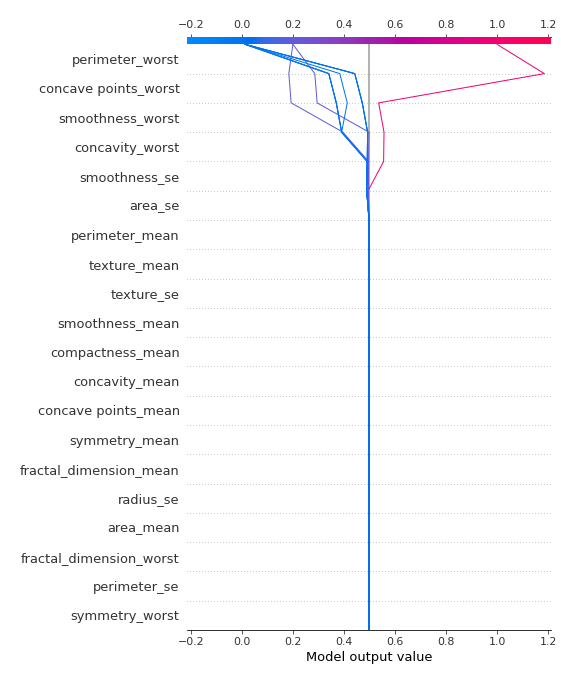 −0.2 0.0 0.2 0.4 0.6 0.8 1.0 1.2
perimeter_worst
concave points_worst
smoothness_worst
concavity_worst
smoothness_se
area_se
perimeter_mean
texture_mean
texture_se
smoothness_mean
compactness_mean
concavity_mean
concave points_mean
symmetry_mean
fractal_dimension_mean
radius_se
area_mean
fractal_dimension_worst
perimeter_se
symmetry_worst
−0.2 0.0 0.2 0.4 0.6 0.8 1.0 1.2
Model output value